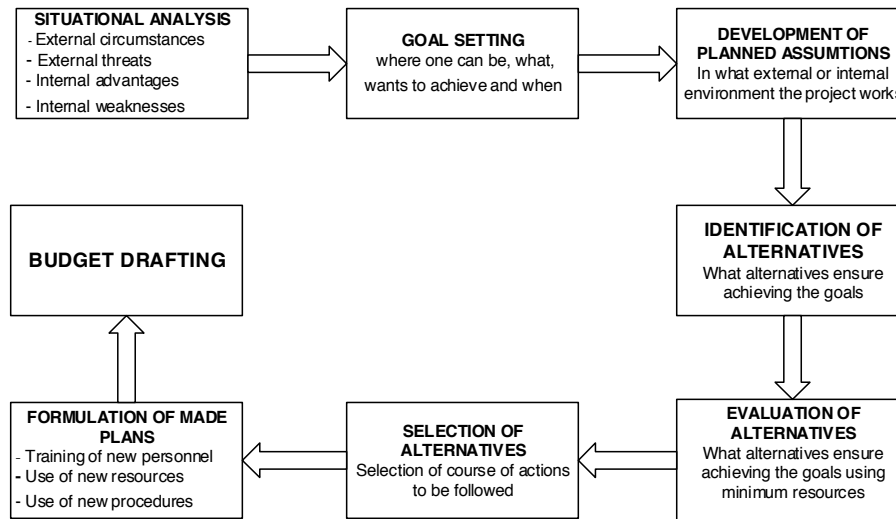 SITUATIONAL ANALYSIS
- External circumstances
- External threats
- Internal advantages
- Internal weaknesses
GOAL SETTING
where one can be, what,
wants to achieve and when
DEVELOPMENT OF
PLANNED ASSUMTIONS
In what external or internal
environment the project works
IDENTIFICATION OF
ALTERNATIVES
What alternatives ensure
achieving the goals
EVALUATION OF
ALTERNATIVES
What alternatives ensure
achieving the goals using
minimum resources
SELECTION OF
ALTERNATIVES
Selection of course of actions
to be followed
FORMULATION OF MADE
PLANS
- Training of new personnel
- Use of new resources
- Use of new procedures
BUDGET DRAFTING